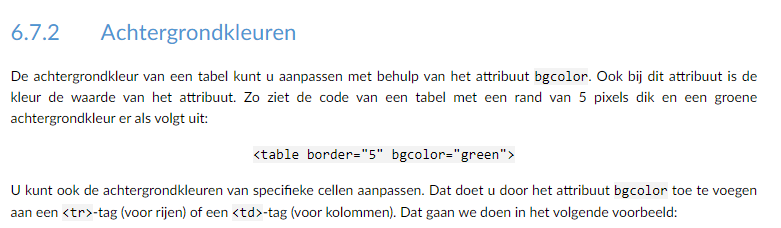 6.7.2 Achtergrondkleuren
De achtergrondkleur van een tabel kunt u aanpassen met behulp van het attribuut bgcolor. Ook bij dit attribuut is de
kleur de waarde van het attribuut. Zo ziet de code van een tabel met een rand van 5 pixels dik en een groene
achtergrondkleur er als volgt uit:
<table border="5" bgcolor="green">
U kunt ook de achtergrondkleuren van specifieke cellen aanpassen. Dat doet u door het attribuut bgcolor toe te voegen
aan een <tr>-tag (voor rijen) of een <td>-tag (voor kolommen). Dat gaan we doen in het volgende voorbeeld: